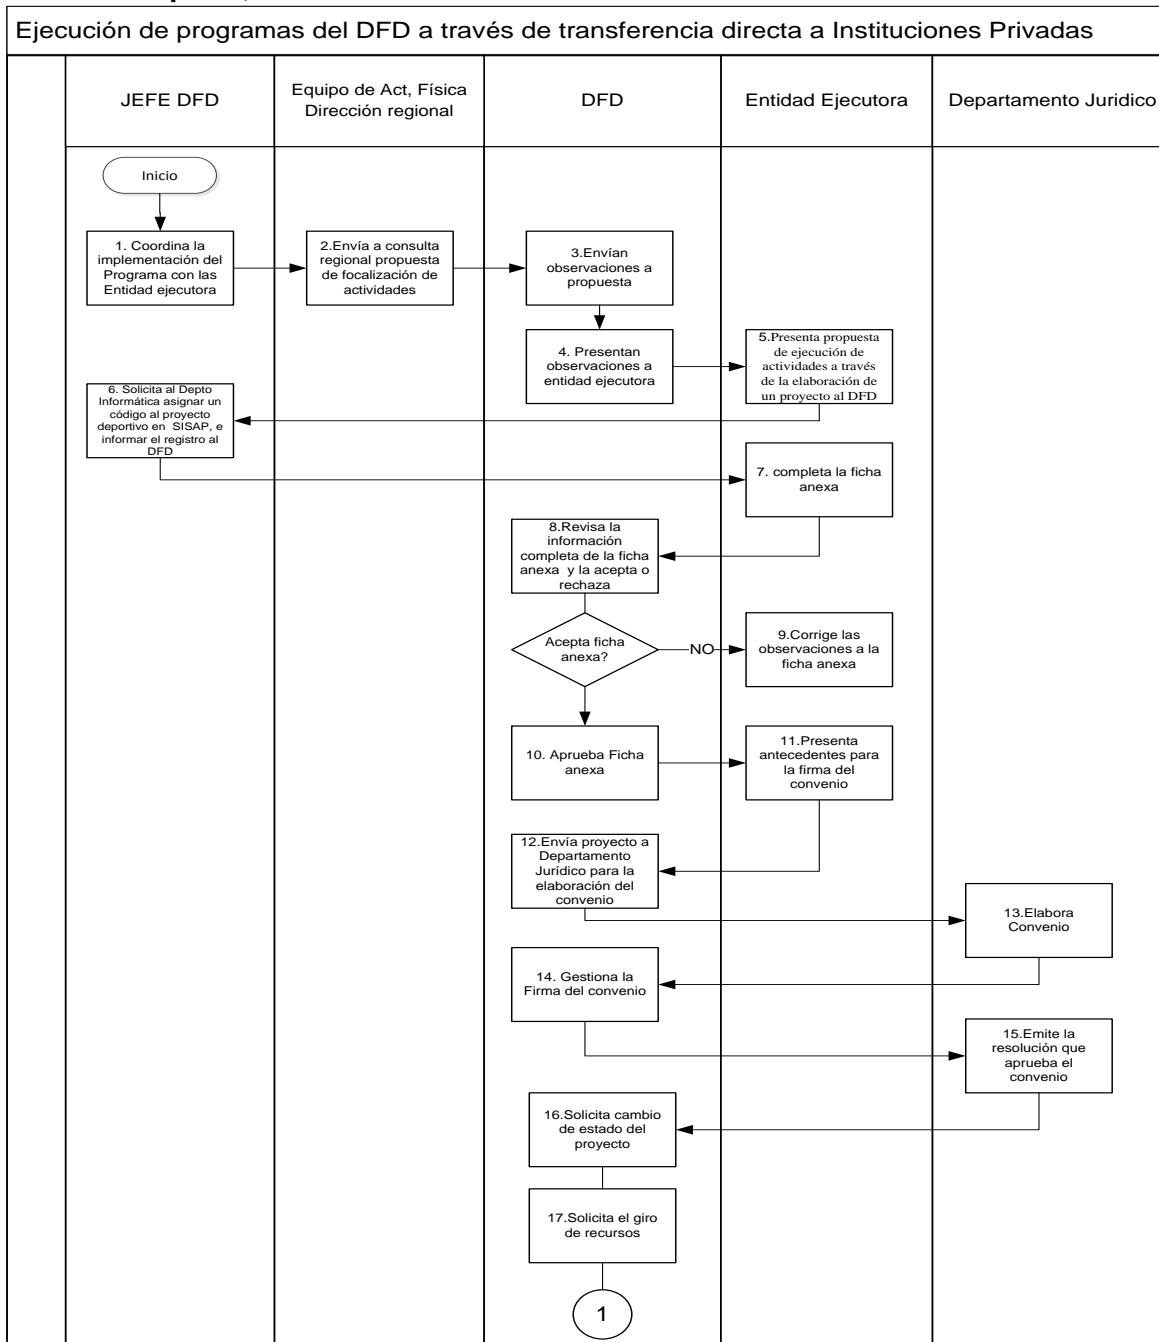 Ejecución de programas del DFD a través de transferencia directa a Instituciones Privadas
JEFE DFD
Equipo de Act, Física
Dirección regional
DFD
Entidad Ejecutora
Departamento Juridico
Inicio
1. Coordina la
implementación del
Programa con las
Entidad ejecutora
2.Envía a consulta
regional propuesta
de focalización de
actividades
3.Envían
observaciones a
propuesta
4. Presentan
observaciones a
entidad ejecutora
5.Presenta propuesta
de ejecución de
actividades a través
de la elaboración de
un proyecto al DFD
6. Solicita al Depto
Informática asignar un
código al proyecto
deportivo en SISAP, e
informar el registro al
DFD
7. completa la ficha
anexa
8.Revisa la
información
completa de la ficha
anexa y la acepta o
rechaza
Acepta ficha
anexa?
NO
9.Corrige las
observaciones a la
ficha anexa
10. Aprueba Ficha
anexa
11.Presenta
antecedentes para
la firma del
convenio
12.Envía proyecto a
Departamento
Jurídico para la
elaboración del
convenio
13.Elabora
Convenio
14. Gestiona la
Firma del convenio
15.Emite la
resolución que
aprueba el
convenio
16.Solicita cambio
de estado del
proyecto
17.Solicita el giro
de recursos
1